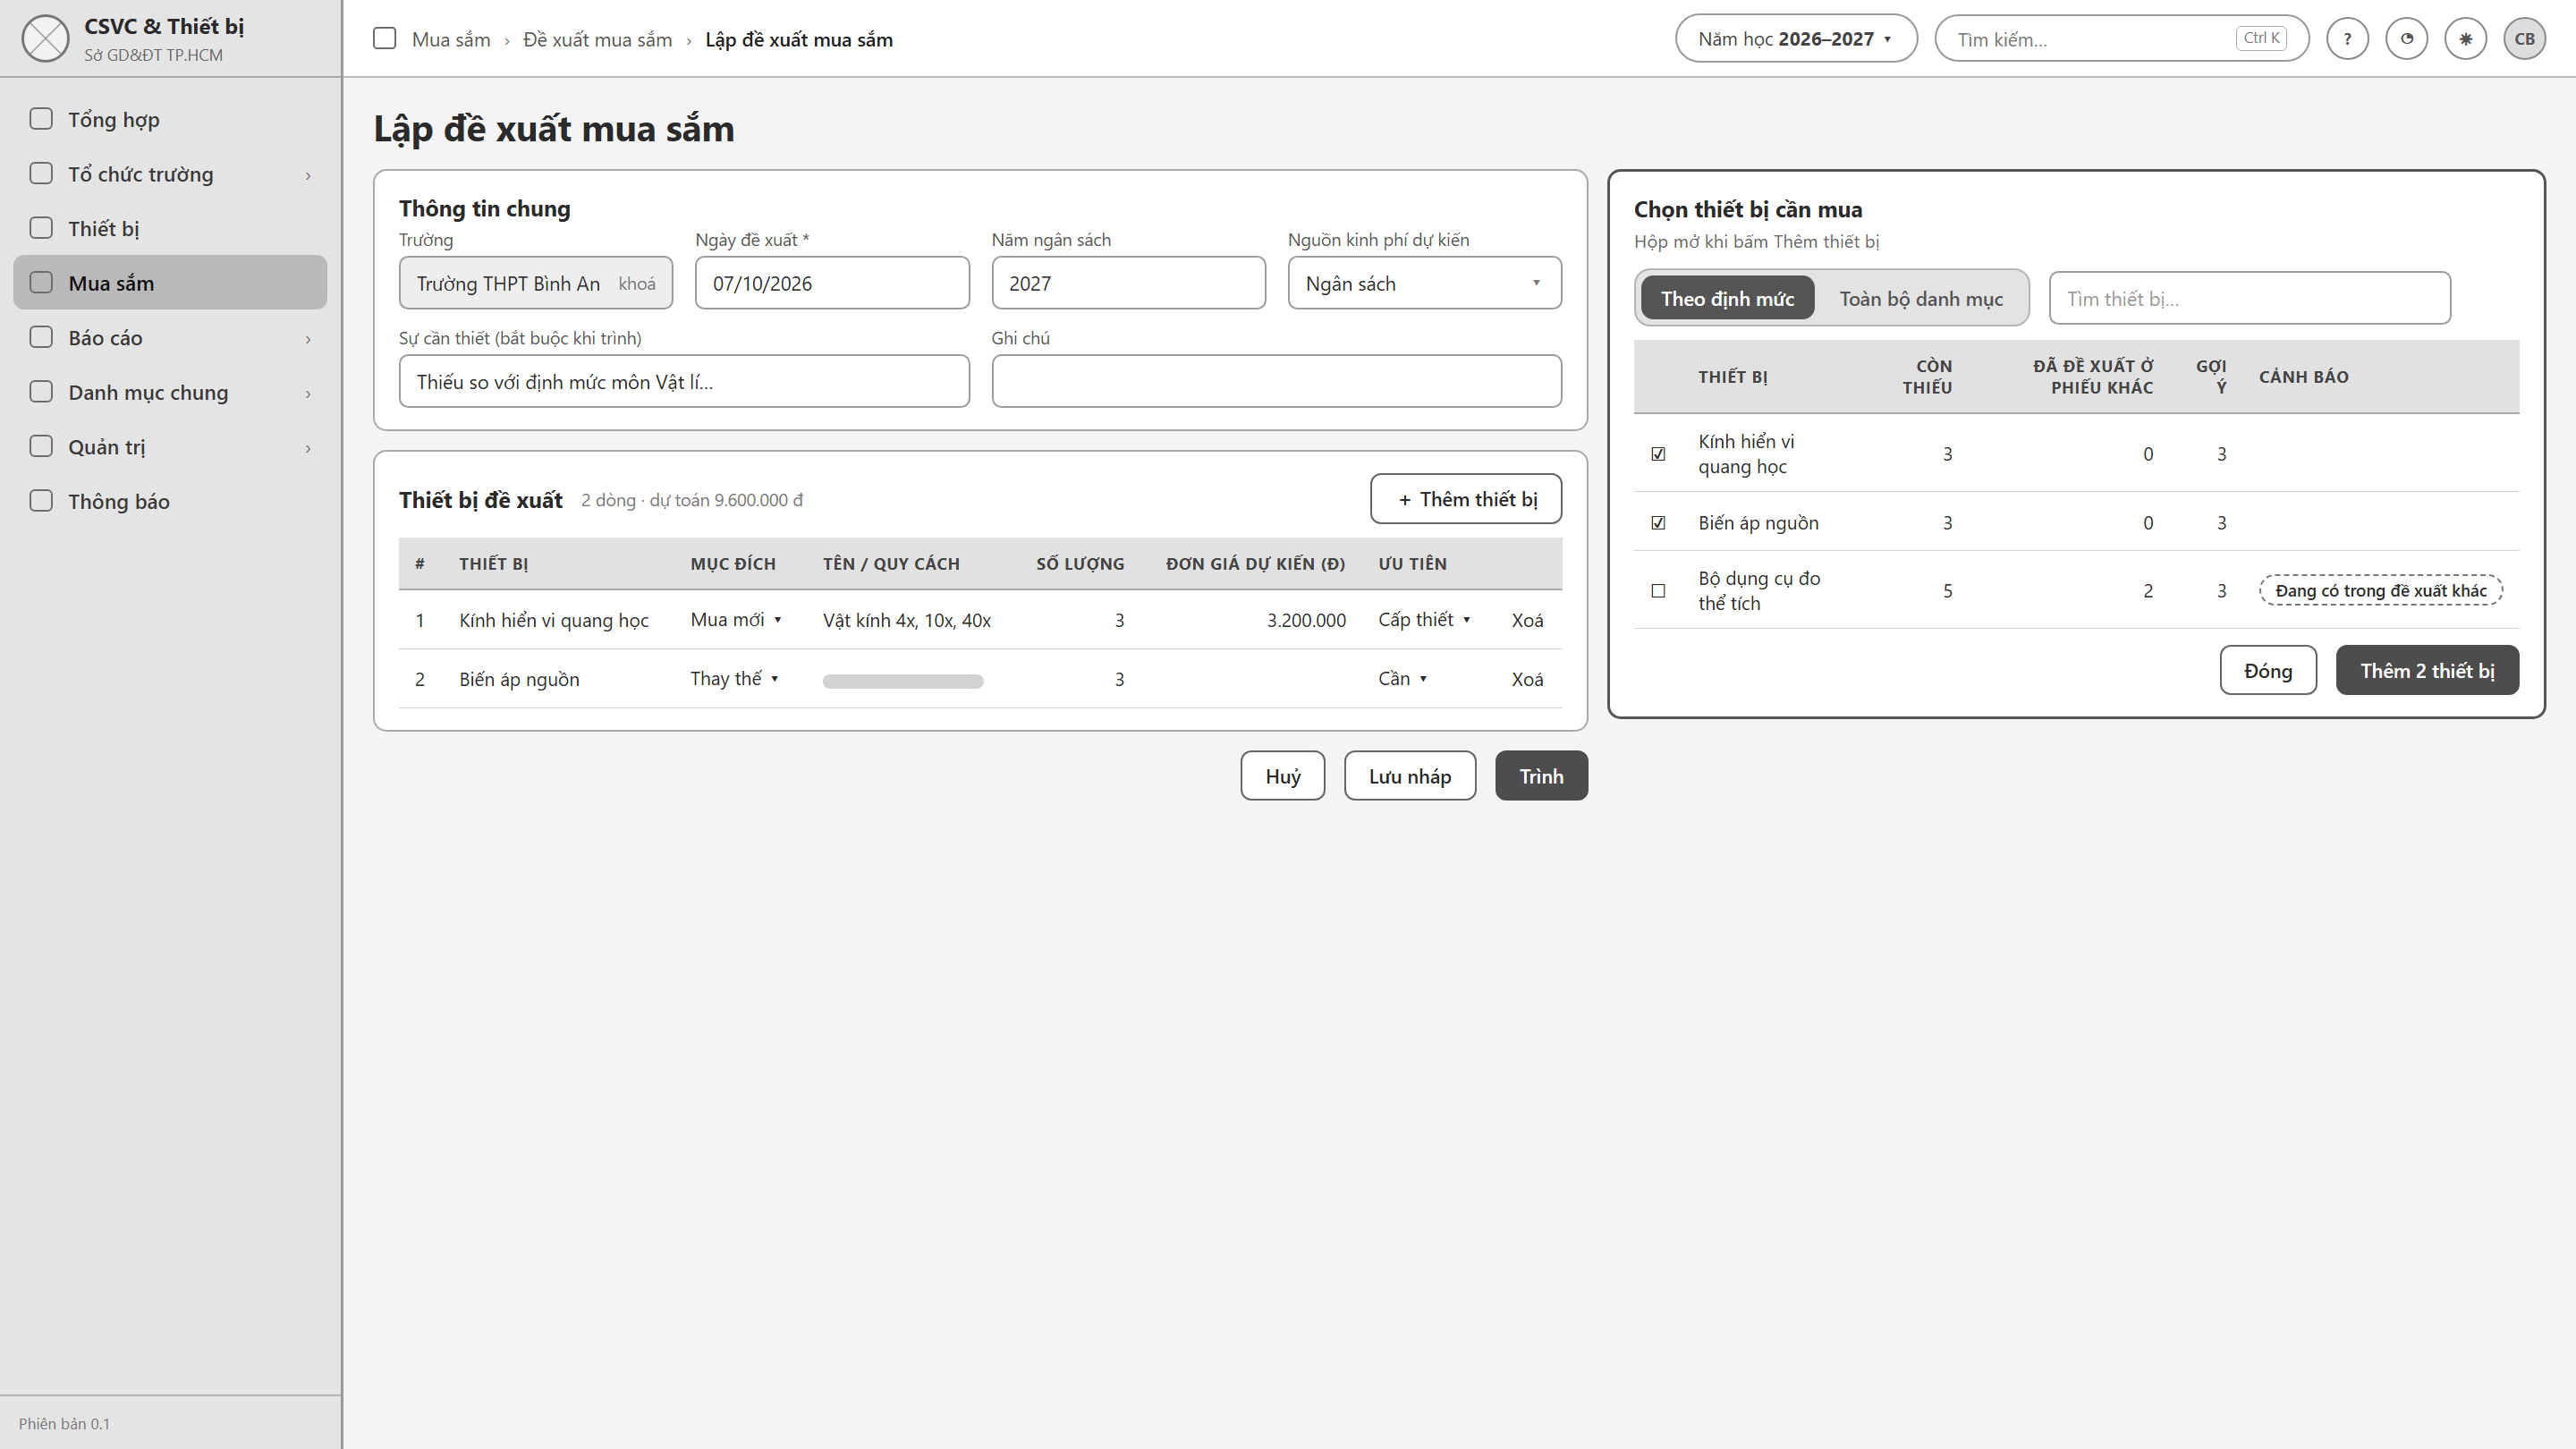 CSVC & Thiết bị
Sở GD&ĐT TP.HCM
Tổng hợp
Tổ chức trường ›
Thiết bị
Mua sắm
Báo cáo ›
Danh mục chung ›
Quản trị ›
Thông báo
Phiên bản 0.1
Mua sắm › Đề xuất mua sắm › Lập đề xuất mua sắm
Năm học 2026–2027 ▾
Tìm kiếm... Ctrl K
?
CB
Lập đề xuất mua sắm
Thông tin chung
Trường
Trường THPT Bình An khoá
Ngày đề xuất *
07/10/2026
Năm ngân sách
2027
Nguồn kinh phí dự kiến
Ngân sách ▾
Sự cần thiết (bắt buộc khi trình)
Thiếu so với định mức môn Vật lí...
Ghi chú
Thiết bị đề xuất 2 dòng · dự toán 9.600.000 đ
+ Thêm thiết bị
# THIẾT BỊ MỤC ĐÍCH TÊN / QUY CÁCH SỐ LƯỢNG ĐƠN GIÁ DỰ KIẾN (Đ) ƯU TIÊN
1 Kính hiển vi quang học Mua mới ▾ Vật kính 4x, 10x, 40x 3 3.200.000 Cấp thiết ▾ Xoá
2 Biến áp nguồn Thay thế ▾ 3 Cần ▾ Xoá
Huỷ
Lưu nháp
Trình
Chọn thiết bị cần mua
Hộp mở khi bấm Thêm thiết bị
Theo định mức
Toàn bộ danh mục
Tìm thiết bị...
THIẾT BỊ
CÒN
THIẾU
ĐÃ ĐỀ XUẤT Ở
PHIẾU KHÁC
GỢI
Ý
CẢNH BÁO
☑ Kính hiển vi
quang học
3 0 3
☑ Biến áp nguồn 3 0 3
☐ Bộ dụng cụ đo
thể tích
5 2 3 Đang có trong đề xuất khác
Đóng
Thêm 2 thiết bị